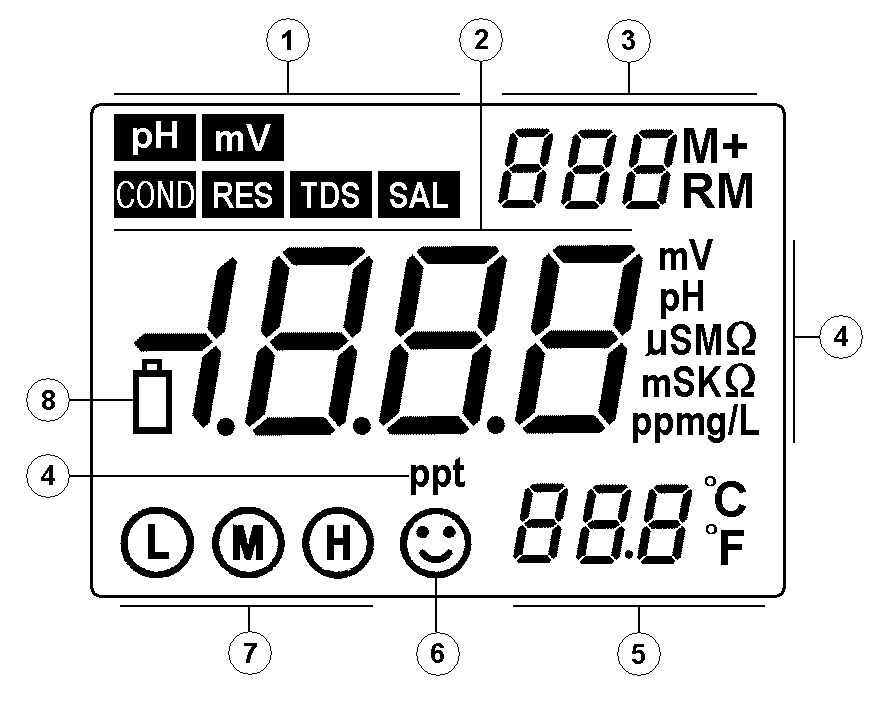 1 2 3
pH mV
888 M+
COND RES TDS SAL
RM
-1.8.8.8
mV
pH
µSMΩ
4
mSKΩ
8
ppmg/L
4 ppt
88.8 °C
°F
L M H
7 6 5